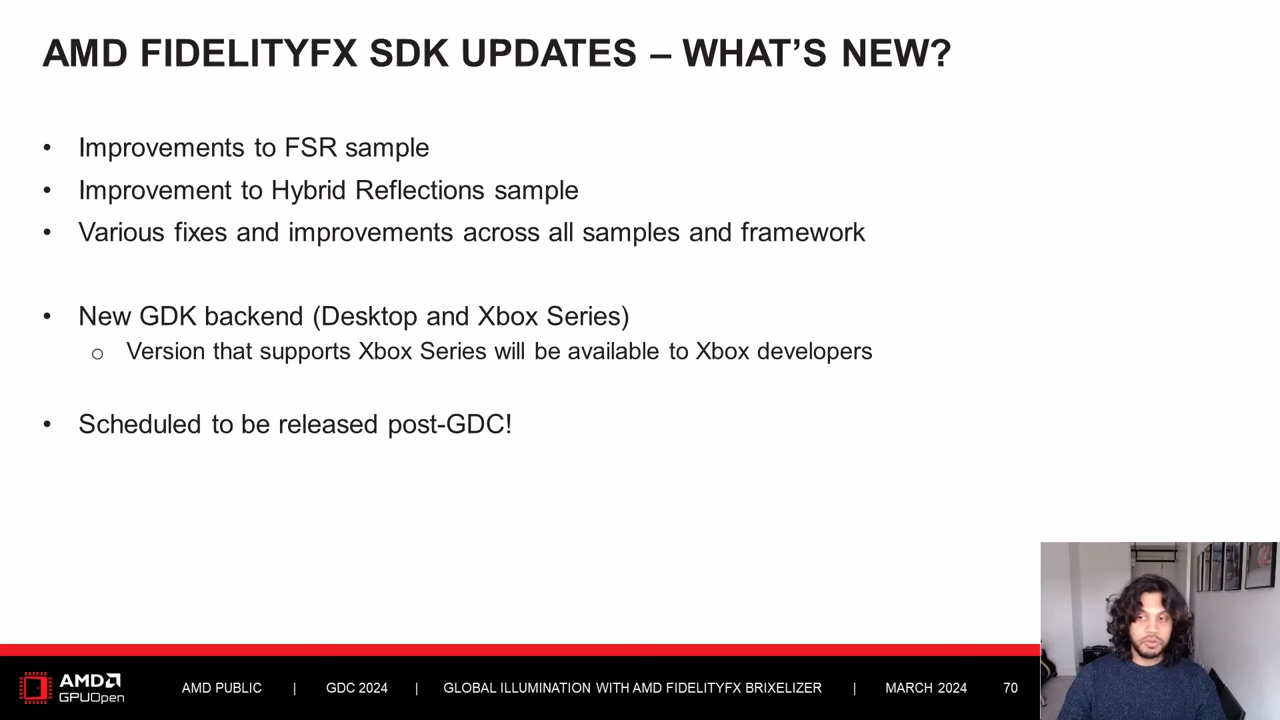 AMD FIDELITYFX SDK UPDATES – WHAT'S NEW?
• Improvements to FSR sample
• Improvement to Hybrid Reflections sample
• Various fixes and improvements across all samples and framework
• New GDK backend (Desktop and Xbox Series)
○ Version that supports Xbox Series will be available to Xbox developers
• Scheduled to be released post-GDC!
AMD
GPUOpen
AMD PUBLIC | GDC 2024 | GLOBAL ILLUMINATION WITH AMD FIDELITYFX BRIXELIZER | MARCH 2024 70